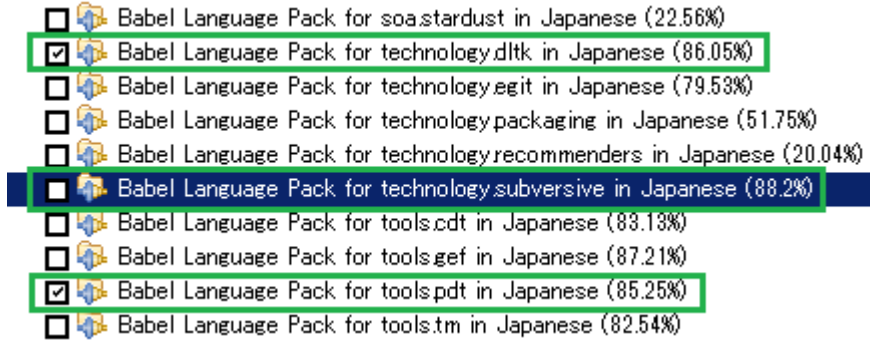 Babel Language Pack for soa.stardust in Japanese (22.56%)
Babel Language Pack for technology.dltk in Japanese (86.05%)
Babel Language Pack for technology.egit in Japanese (79.53%)
Babel Language Pack for technology.packaging in Japanese (51.75%)
Babel Language Pack for technology.recommenders in Japanese (20.04%)
Babel Language Pack for technology.subversive in Japanese (88.2%)
Babel Language Pack for tools.cdt in Japanese (83.13%)
Babel Language Pack for tools.gef in Japanese (87.21%)
Babel Language Pack for tools.pdt in Japanese (85.25%)
Babel Language Pack for tools.tm in Japanese (82.54%)